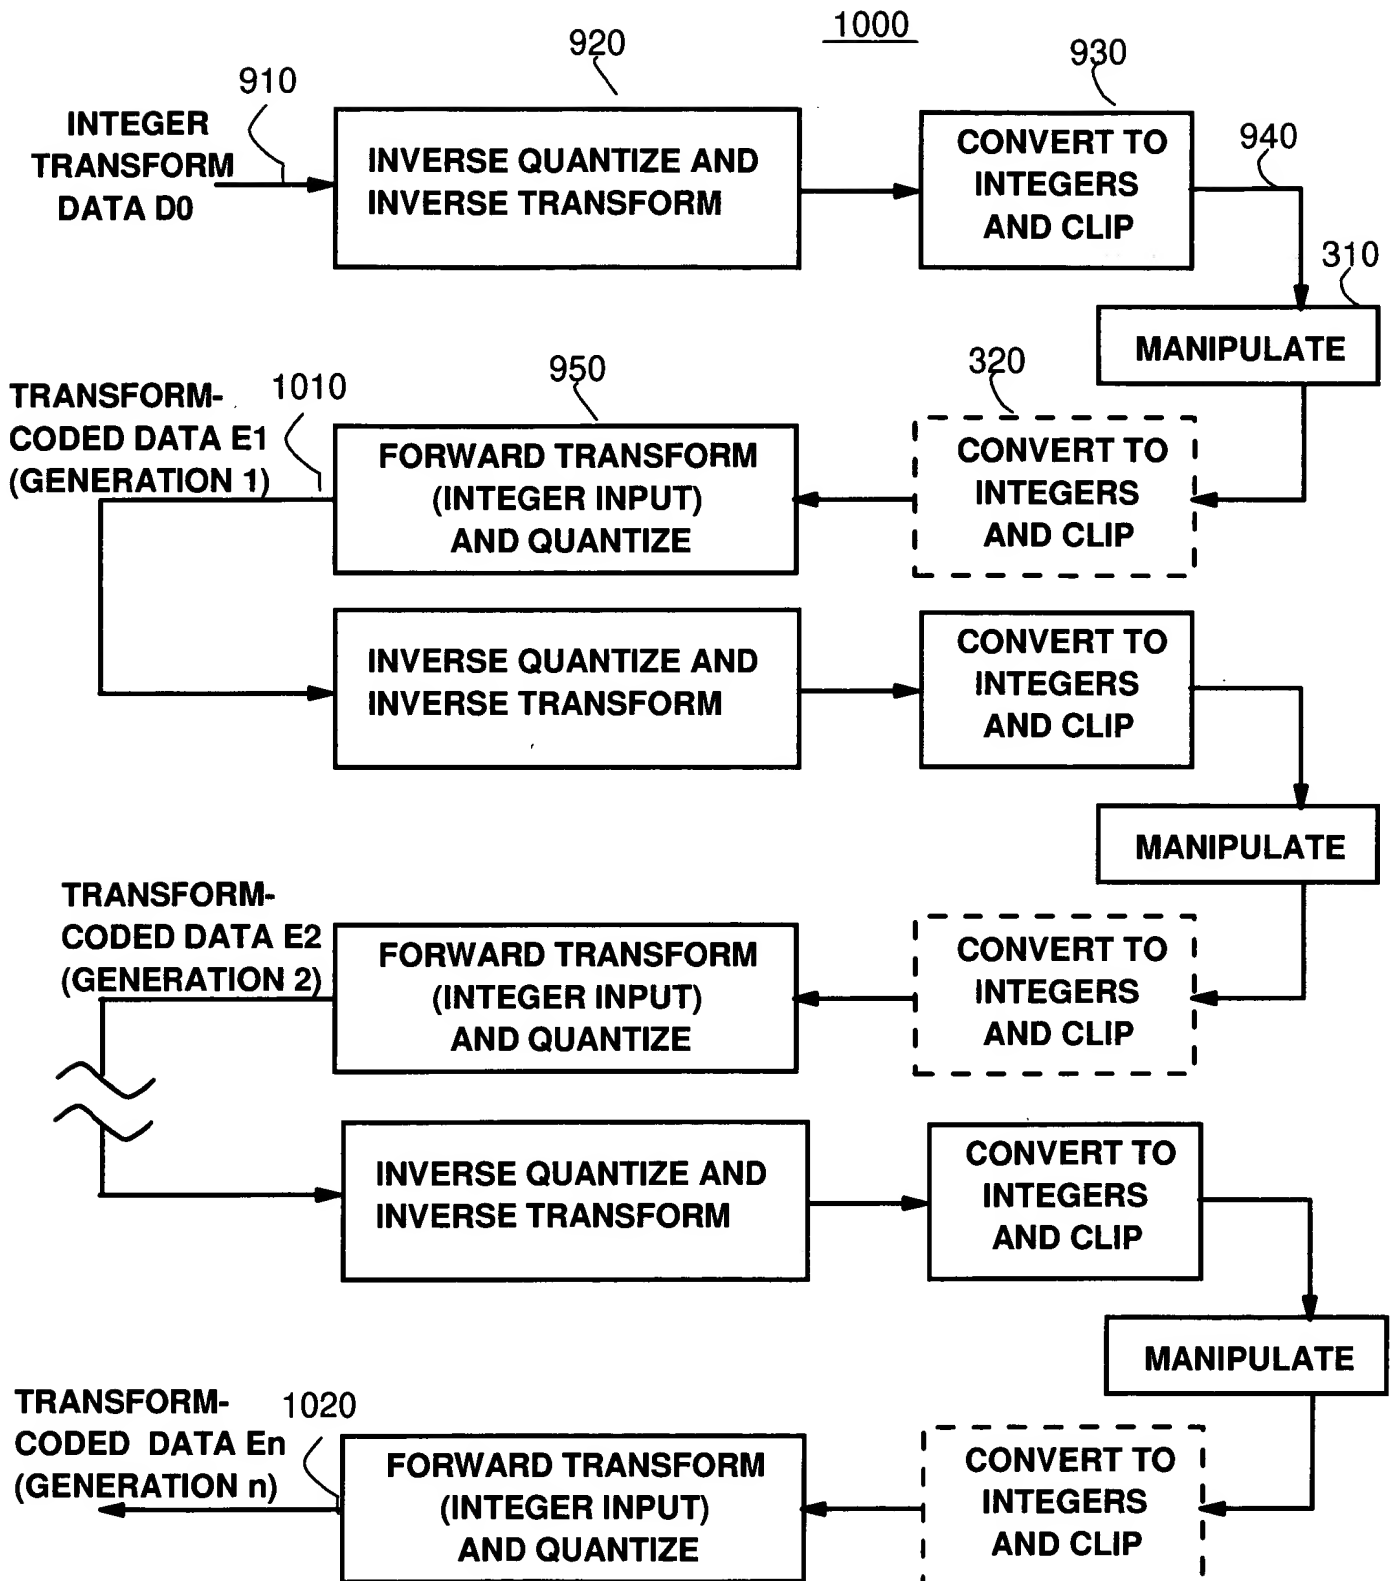 1000
920
930
910
940
INTEGER
TRANSFORM
DATA D0
INVERSE QUANTIZE AND
INVERSE TRANSFORM
CONVERT TO
INTEGERS
AND CLIP
310
MANIPULATE
320
950
1010
TRANSFORM-
CODED DATA E1
(GENERATION 1)
FORWARD TRANSFORM
(INTEGER INPUT)
AND QUANTIZE
CONVERT TO
INTEGERS
AND CLIP
INVERSE QUANTIZE AND
INVERSE TRANSFORM
CONVERT TO
INTEGERS
AND CLIP
MANIPULATE
TRANSFORM-
CODED DATA E2
(GENERATION 2)
FORWARD TRANSFORM
(INTEGER INPUT)
AND QUANTIZE
CONVERT TO
INTEGERS
AND CLIP
INVERSE QUANTIZE AND
INVERSE TRANSFORM
CONVERT TO
INTEGERS
AND CLIP
MANIPULATE
TRANSFORM-
CODED DATA En
(GENERATION n)
1020
FORWARD TRANSFORM
(INTEGER INPUT)
AND QUANTIZE
CONVERT TO
INTEGERS
AND CLIP